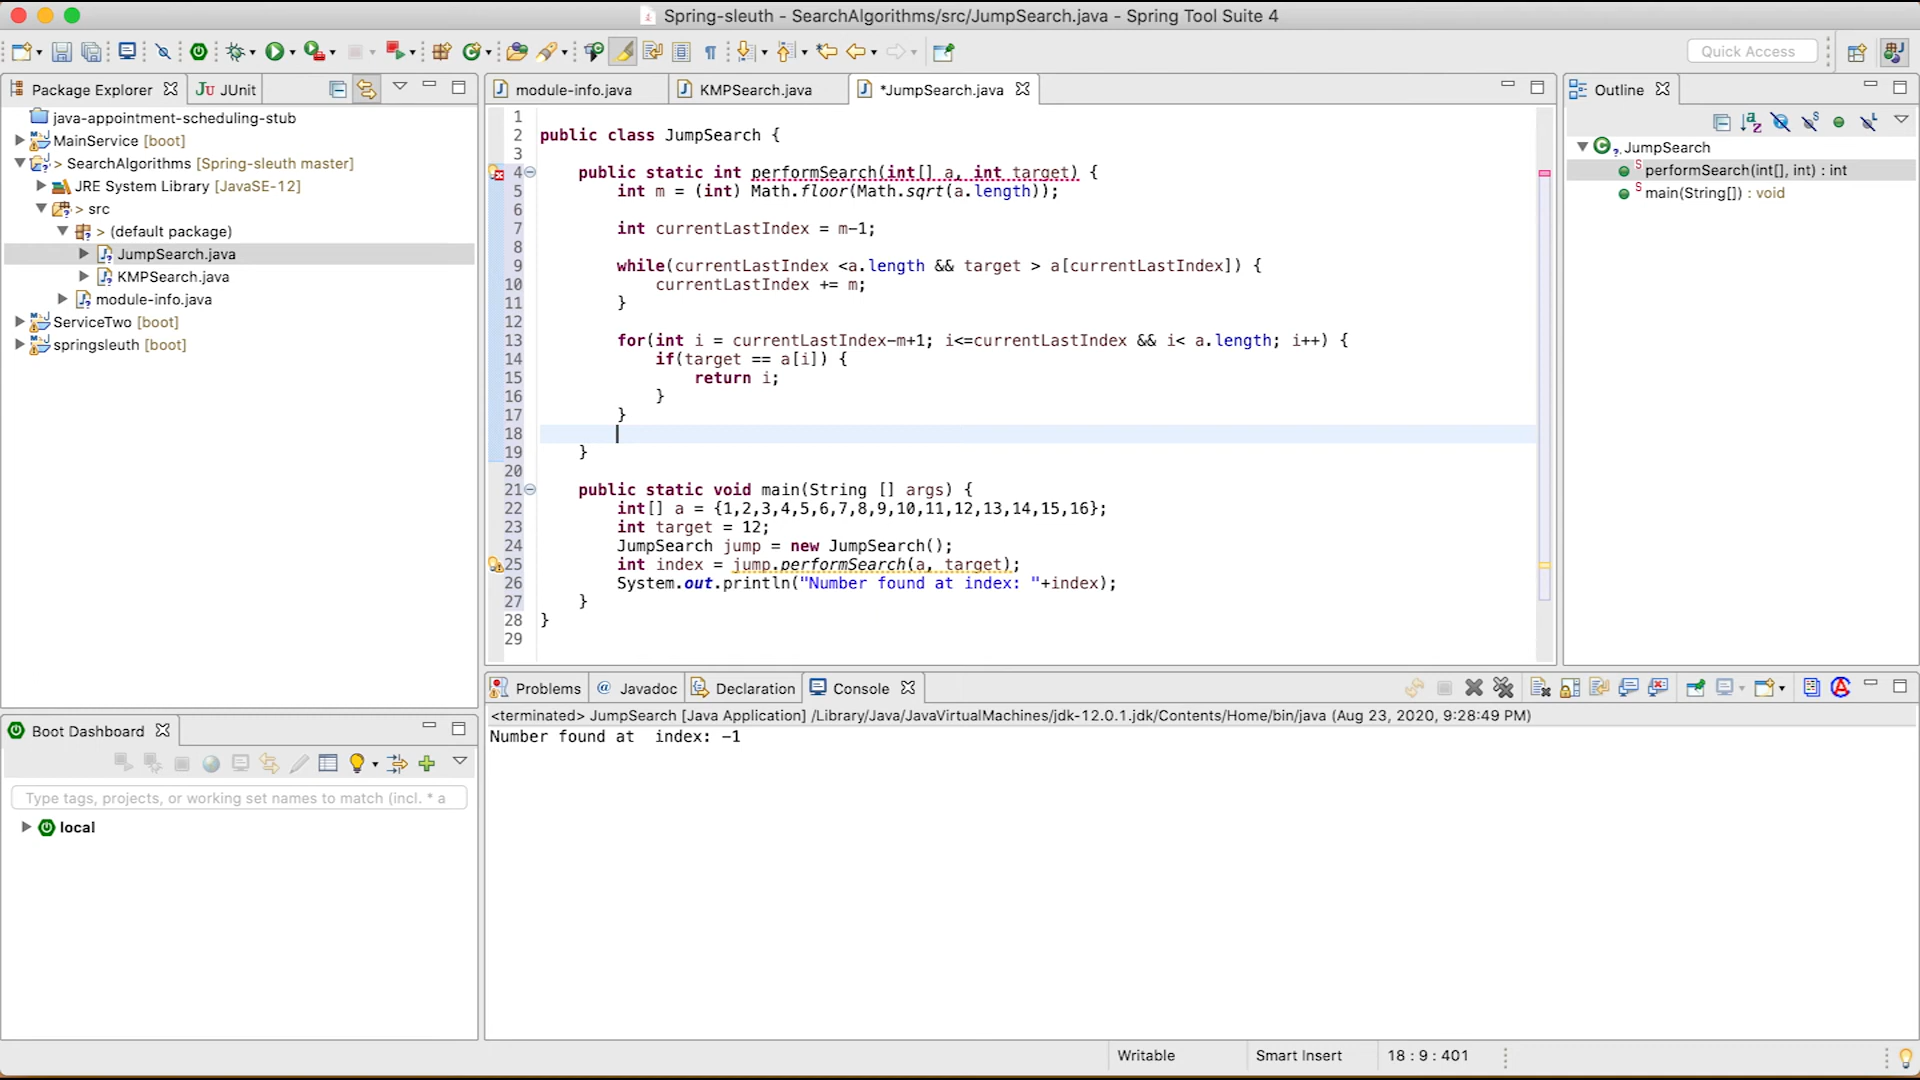 Spring-sleuth - SearchAlgorithms/src/JumpSearch.java - Spring Tool Suite 4
Quick Access
Package Explorer
JUnit
java-appointment-scheduling-stub
MainService [boot]
> SearchAlgorithms [Spring-sleuth master]
JRE System Library [JavaSE-12]
> src
> (default package)
JumpSearch.java
KMPSearch.java
module-info.java
ServiceTwo [boot]
springsleuth [boot]
module-info.java
KMPSearch.java
*JumpSearch.java
1
2 public class JumpSearch {
3
4 public static int performSearch(int[] a, int target) {
5 int m = (int) Math.floor(Math.sqrt(a.length));
6
7 int currentLastIndex = m-1;
8
9 while(currentLastIndex <a.length && target > a[currentLastIndex]) {
10 currentLastIndex += m;
11 }
12
13 for(int i = currentLastIndex-m+1; i<=currentLastIndex && i< a.length; i++) {
14 if(target == a[i]) {
15 return i;
16 }
17 }
18
19 }
20
21 public static void main(String [] args) {
22 int[] a = {1,2,3,4,5,6,7,8,9,10,11,12,13,14,15,16};
23 int target = 12;
24 JumpSearch jump = new JumpSearch();
25 int index = jump.performSearch(a, target);
26 System.out.println("Number found at index: "+index);
27 }
28 }
29
Outline
JumpSearch
performSearch(int[], int) : int
main(String[]) : void
Problems
@ Javadoc
Declaration
Console
<terminated> JumpSearch [Java Application] /Library/Java/JavaVirtualMachines/jdk-12.0.1.jdk/Contents/Home/bin/java (Aug 23, 2020, 9:28:49 PM)
Number found at  index: -1
Boot Dashboard
Type tags, projects, or working set names to match (incl. * a
local
Writable
Smart Insert
18 : 9 : 401